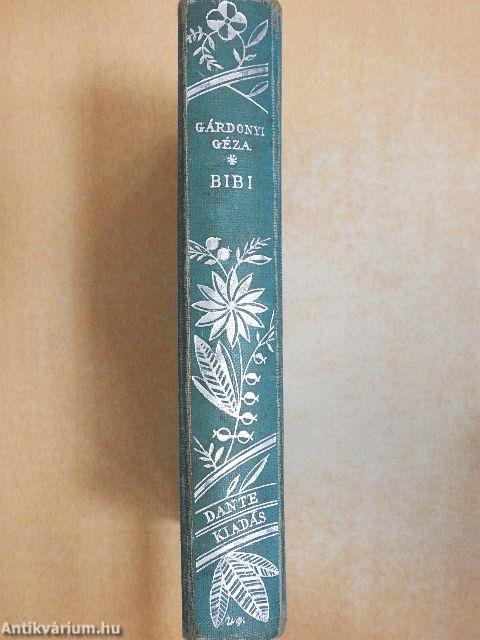 GÁRDONYI
GÉZA
*
BIBI
DANTE
KIADÁS
Antikvárium.hu